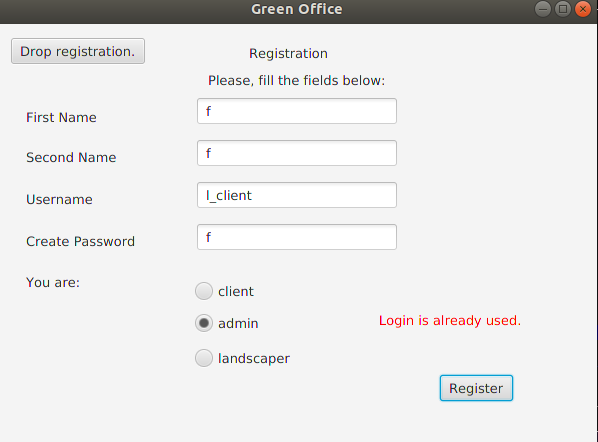 Green Office
Drop registration.
Registration
Please, fill the fields below:
First Name
f
Second Name
f
Username
l_client
Create Password
f
You are:
client
admin
Login is already used.
landscaper
Register